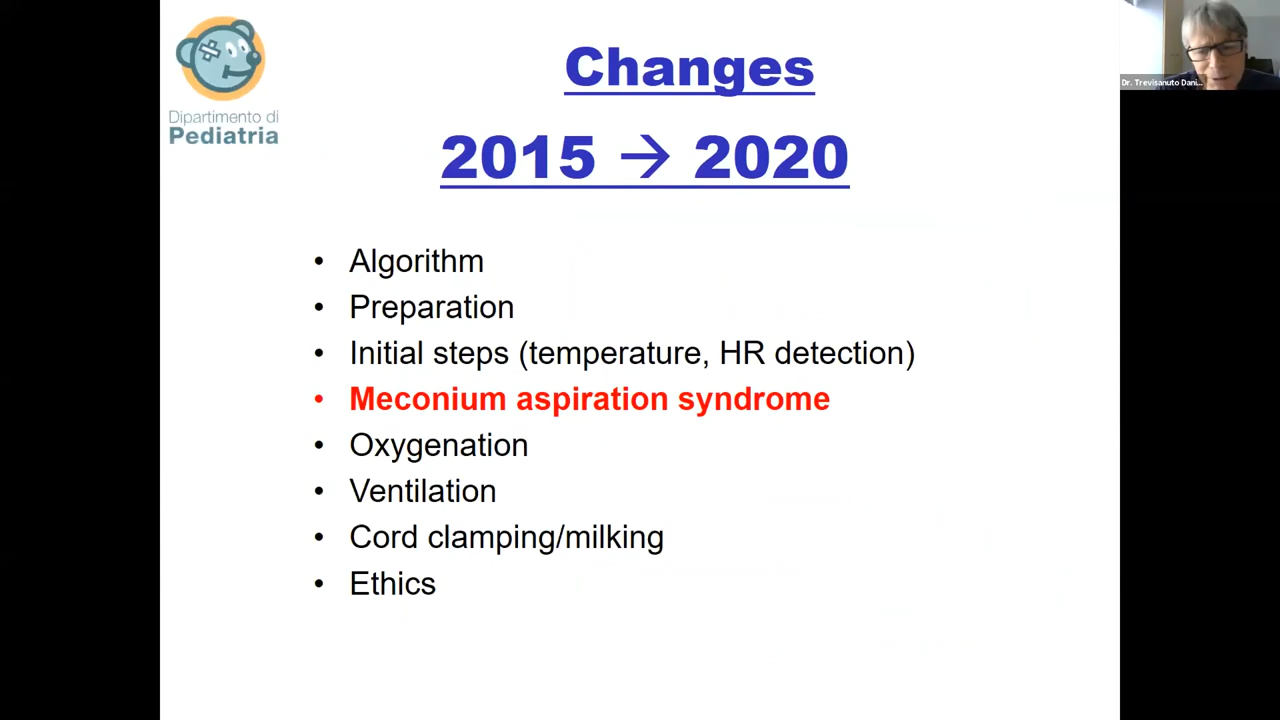 Changes
2015 → 2020
Dipartimento di
Pediatria
Dr. Trevisanuto Dani...
• Algorithm
• Preparation
• Initial steps (temperature, HR detection)
• Meconium aspiration syndrome
• Oxygenation
• Ventilation
• Cord clamping/milking
• Ethics